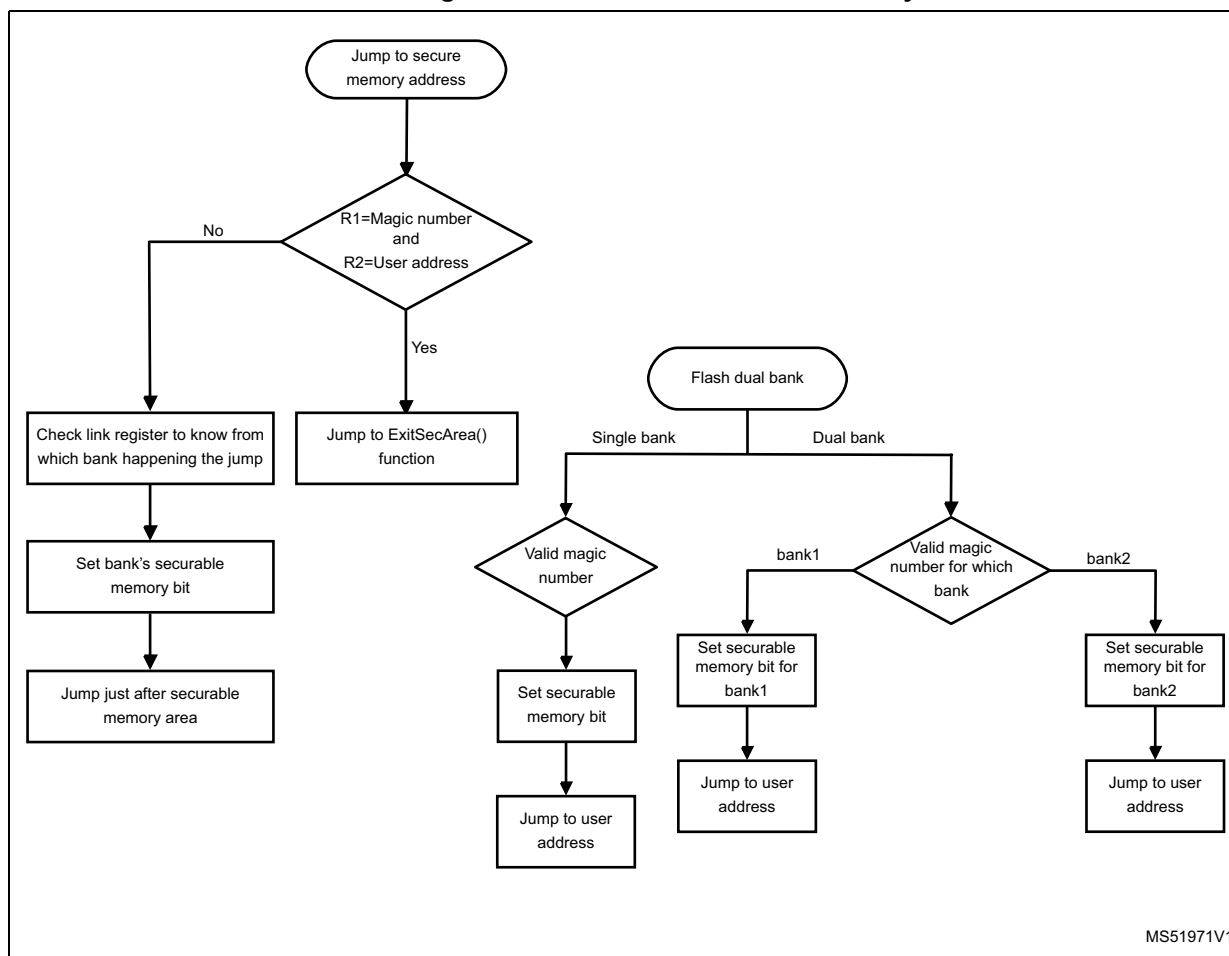 Jump to secure
memory address
R1=Magic number
and
R2=User address
No
Yes
Check link register to know from
which bank happening the jump
Jump to ExitSecArea()
function
Set bank's securable
memory bit
Jump just after securable
memory area
Flash dual bank
Single bank
Dual bank
Valid magic
number
bank1
Valid magic
number for which
bank
bank2
Set securable
memory bit
Set securable
memory bit for
bank1
Set securable
memory bit for
bank2
Jump to user
address
Jump to user
address
Jump to user
address
MS51971V1